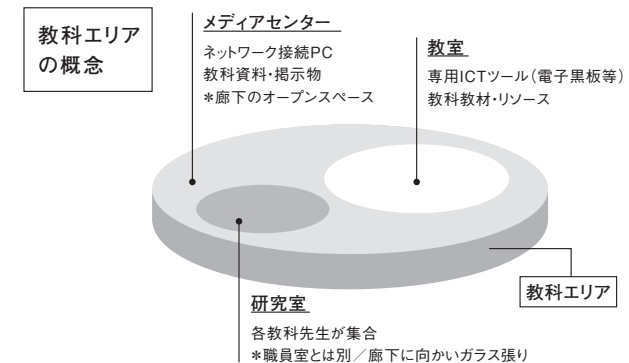 教科エリア
の概念
メディアセンター
ネットワーク接続PC
教科資料・掲示物
＊廊下のオープンスペース
教室
専用ICTツール（電子黒板等）
教科教材・リソース
教科エリア
研究室
各教科先生が集合
＊職員室とは別／廊下に向かいガラス張り